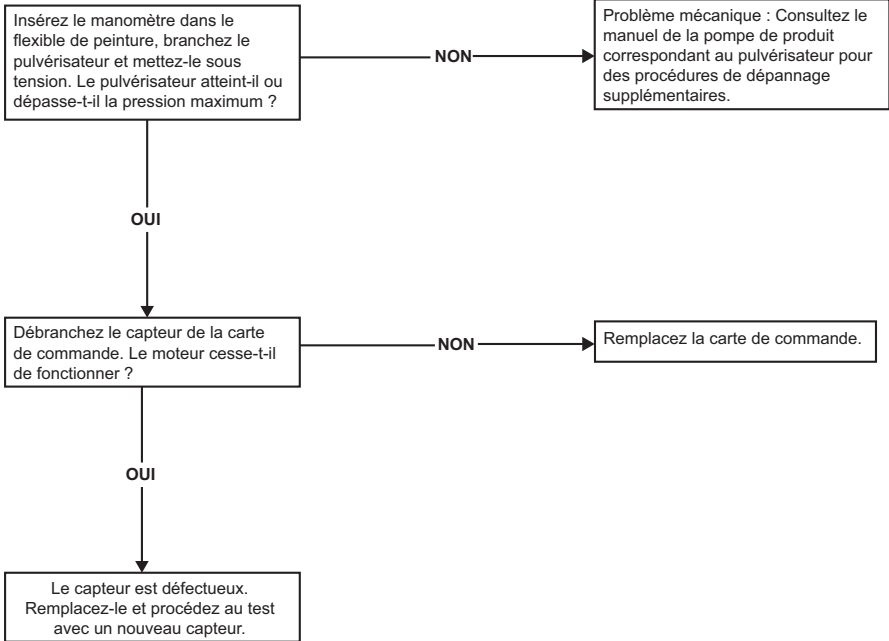 Insérez le manomètre dans le
flexible de peinture, branchez le
pulvérisateur et mettez-le sous
tension. Le pulvérisateur atteint-il ou
dépasse-t-il la pression maximum ?
NON
Problème mécanique : Consultez le
manuel de la pompe de produit
correspondant au pulvérisateur pour
des procédures de dépannage
supplémentaires.
OUI
Débranchez le capteur de la carte
de commande. Le moteur cesse-t-il
de fonctionner ?
NON
Remplacez la carte de commande.
OUI
Le capteur est défectueux.
Remplacez-le et procédez au test
avec un nouveau capteur.